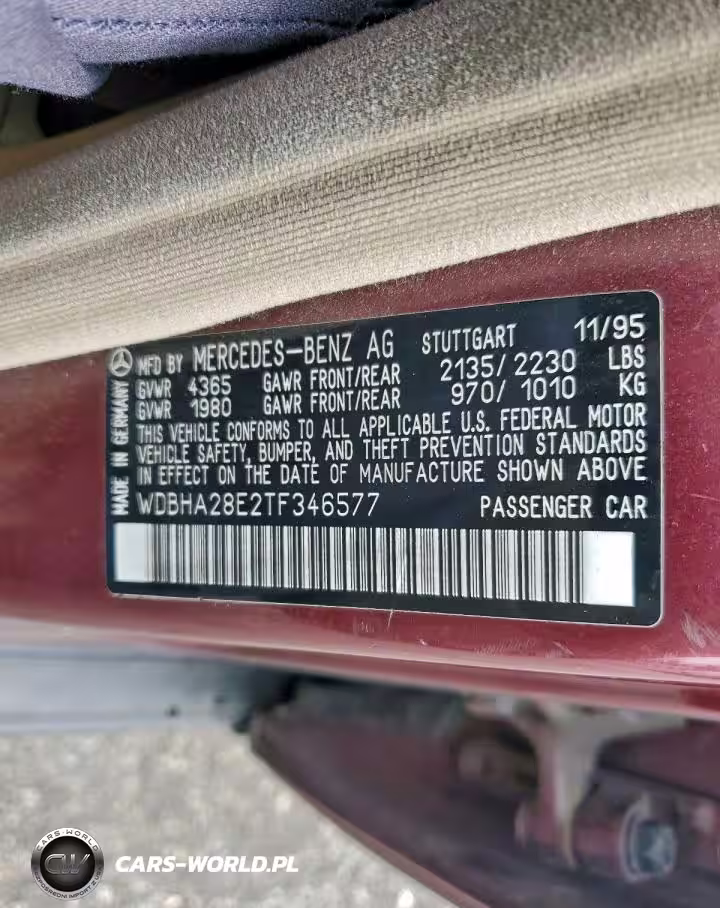 MADE IN GERMANY
MFD BY MERCEDES-BENZ AG STUTTGART 11/95
GVWR 4365 GAWR FRONT/REAR 2135/2230 LBS
GVWR 1980 GAWR FRONT/REAR 970/1010 KG
THIS VEHICLE CONFORMS TO ALL APPLICABLE U.S. FEDERAL MOTOR
VEHICLE SAFETY, BUMPER, AND THEFT PREVENTION STANDARDS
IN EFFECT ON THE DATE OF MANUFACTURE SHOWN ABOVE
WDBHA28E2TF346577 PASSENGER CAR
CARS-WORLD
CW
CARS-WORLD.PL